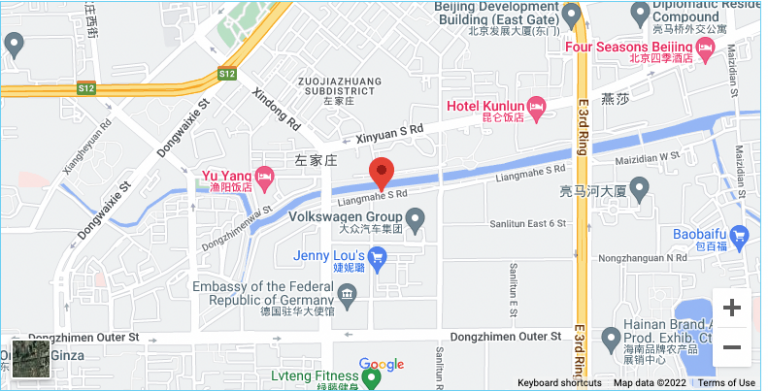 左庄
西街
S12
S12
Beijing Development
Building (East Gate)
北京发展大厦(东门)
Diplomatic Reside
Compound
亮马桥外交公寓
Four Seasons Beijing
北京四季酒店
燕莎
Maizidian St
Maizidian St
ZUOJIAZHUANG
SUBDISTRICT
左家庄
Xindong Rd
Dongwaixie St
Dongwaixie St
Xiangheyuan Rd
Hotel Kunlun
昆仑饭店
E 3rd Ring
Xinyuan S Rd
左家庄
Yu Yang
渔阳饭店
Liangmahe S Rd
Liangmahe S Rd
Maizidian W St
亮马河大厦
Dongzhimenwai St
Volkswagen Group
大众汽车集团
Sanlitun East 6 St
Baobaifu
包百福
Nongzhanguan N Rd
Jenny Lou's
婕妮璐
Sanlitun E St
Embassy of the Federal
Republic of Germany
德国驻华大使馆
Dongzhimen Outer St
Dongzhimen Outer St
E 3rd Ring
Hainan Brand A
Prod. Exhib. Ct
海南品牌农产品
展销中心
Ginza
Lvteng Fitness
绿藤健身
Google
Sanlitun Rd
Keyboard shortcuts
Map data ©2022
Terms of Use